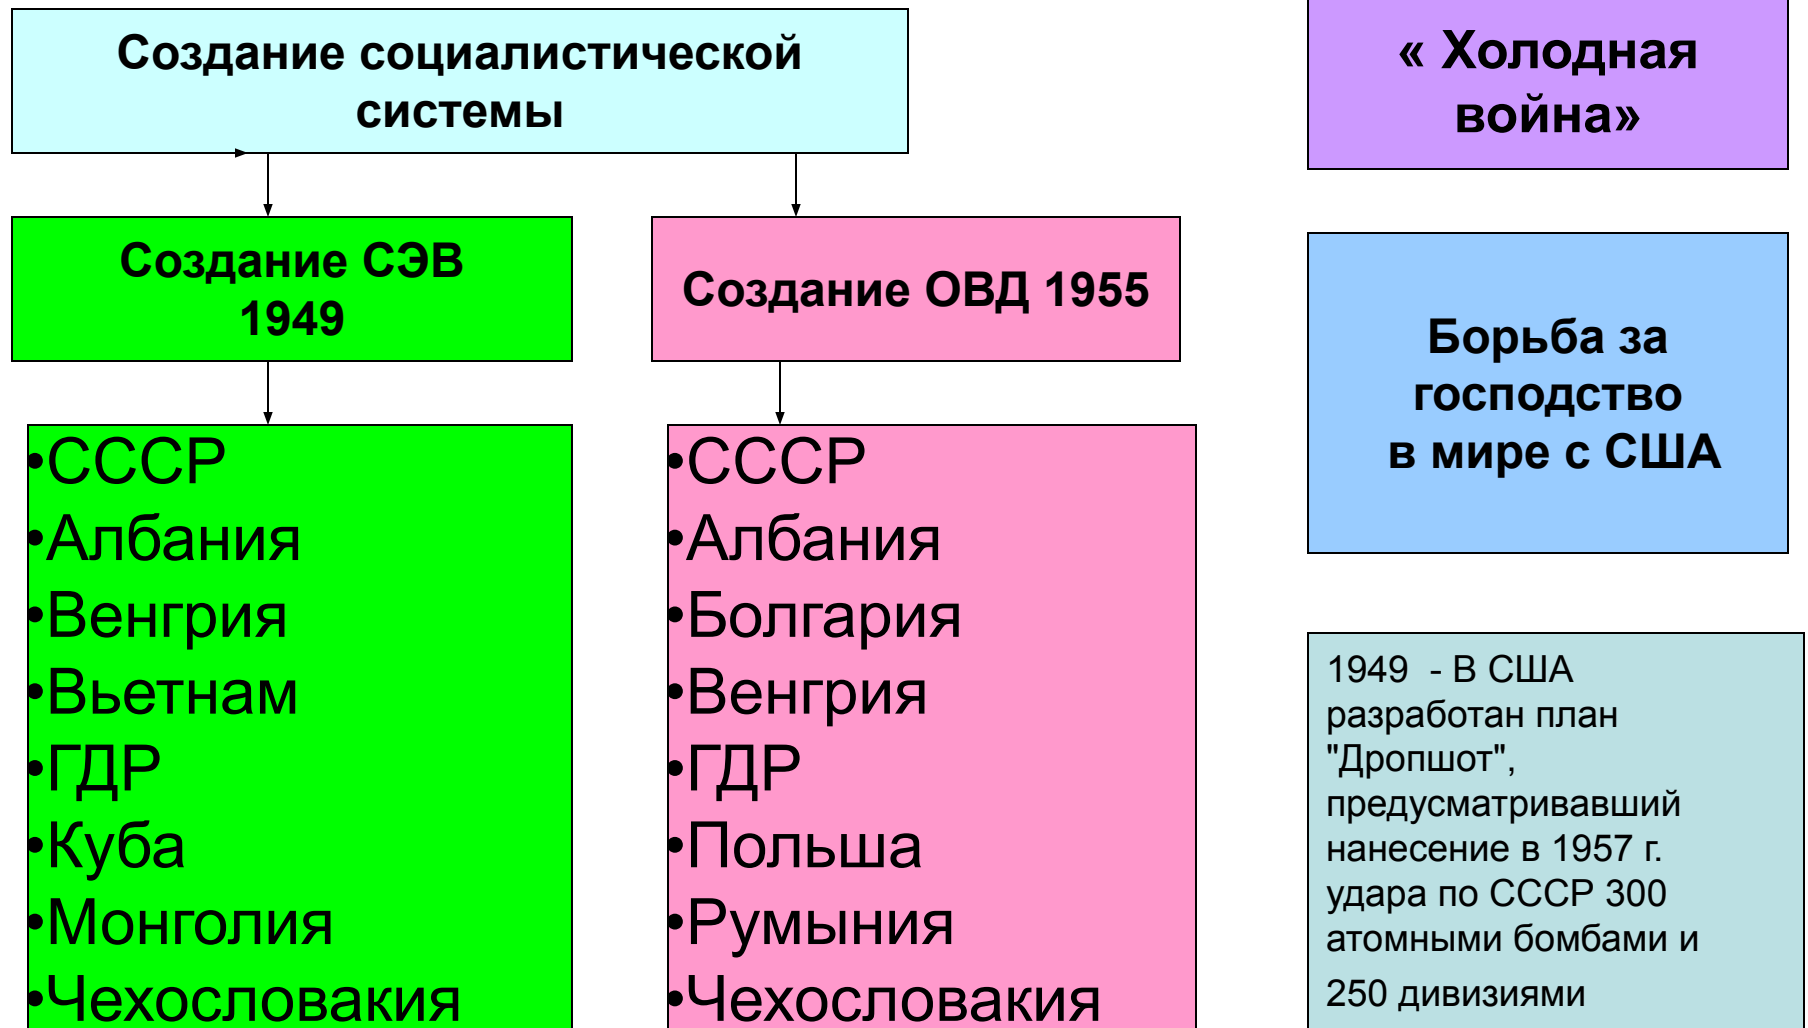 Создание социалистической
системы
Создание СЭВ
1949
•СССР
•Албания
•Венгрия
•Вьетнам
•ГДР
•Куба
•Монголия
•Чехословакия
Создание ОВД 1955
•СССР
•Албания
•Болгария
•Венгрия
•ГДР
•Польша
•Румыния
•Чехословакия
« Холодная
война»
Борьба за
господство
в мире с США
1949 - В США
разработан план
"Дропшот",
предусматривавший
нанесение в 1957 г.
удара по СССР 300
атомными бомбами и
250 дивизиями